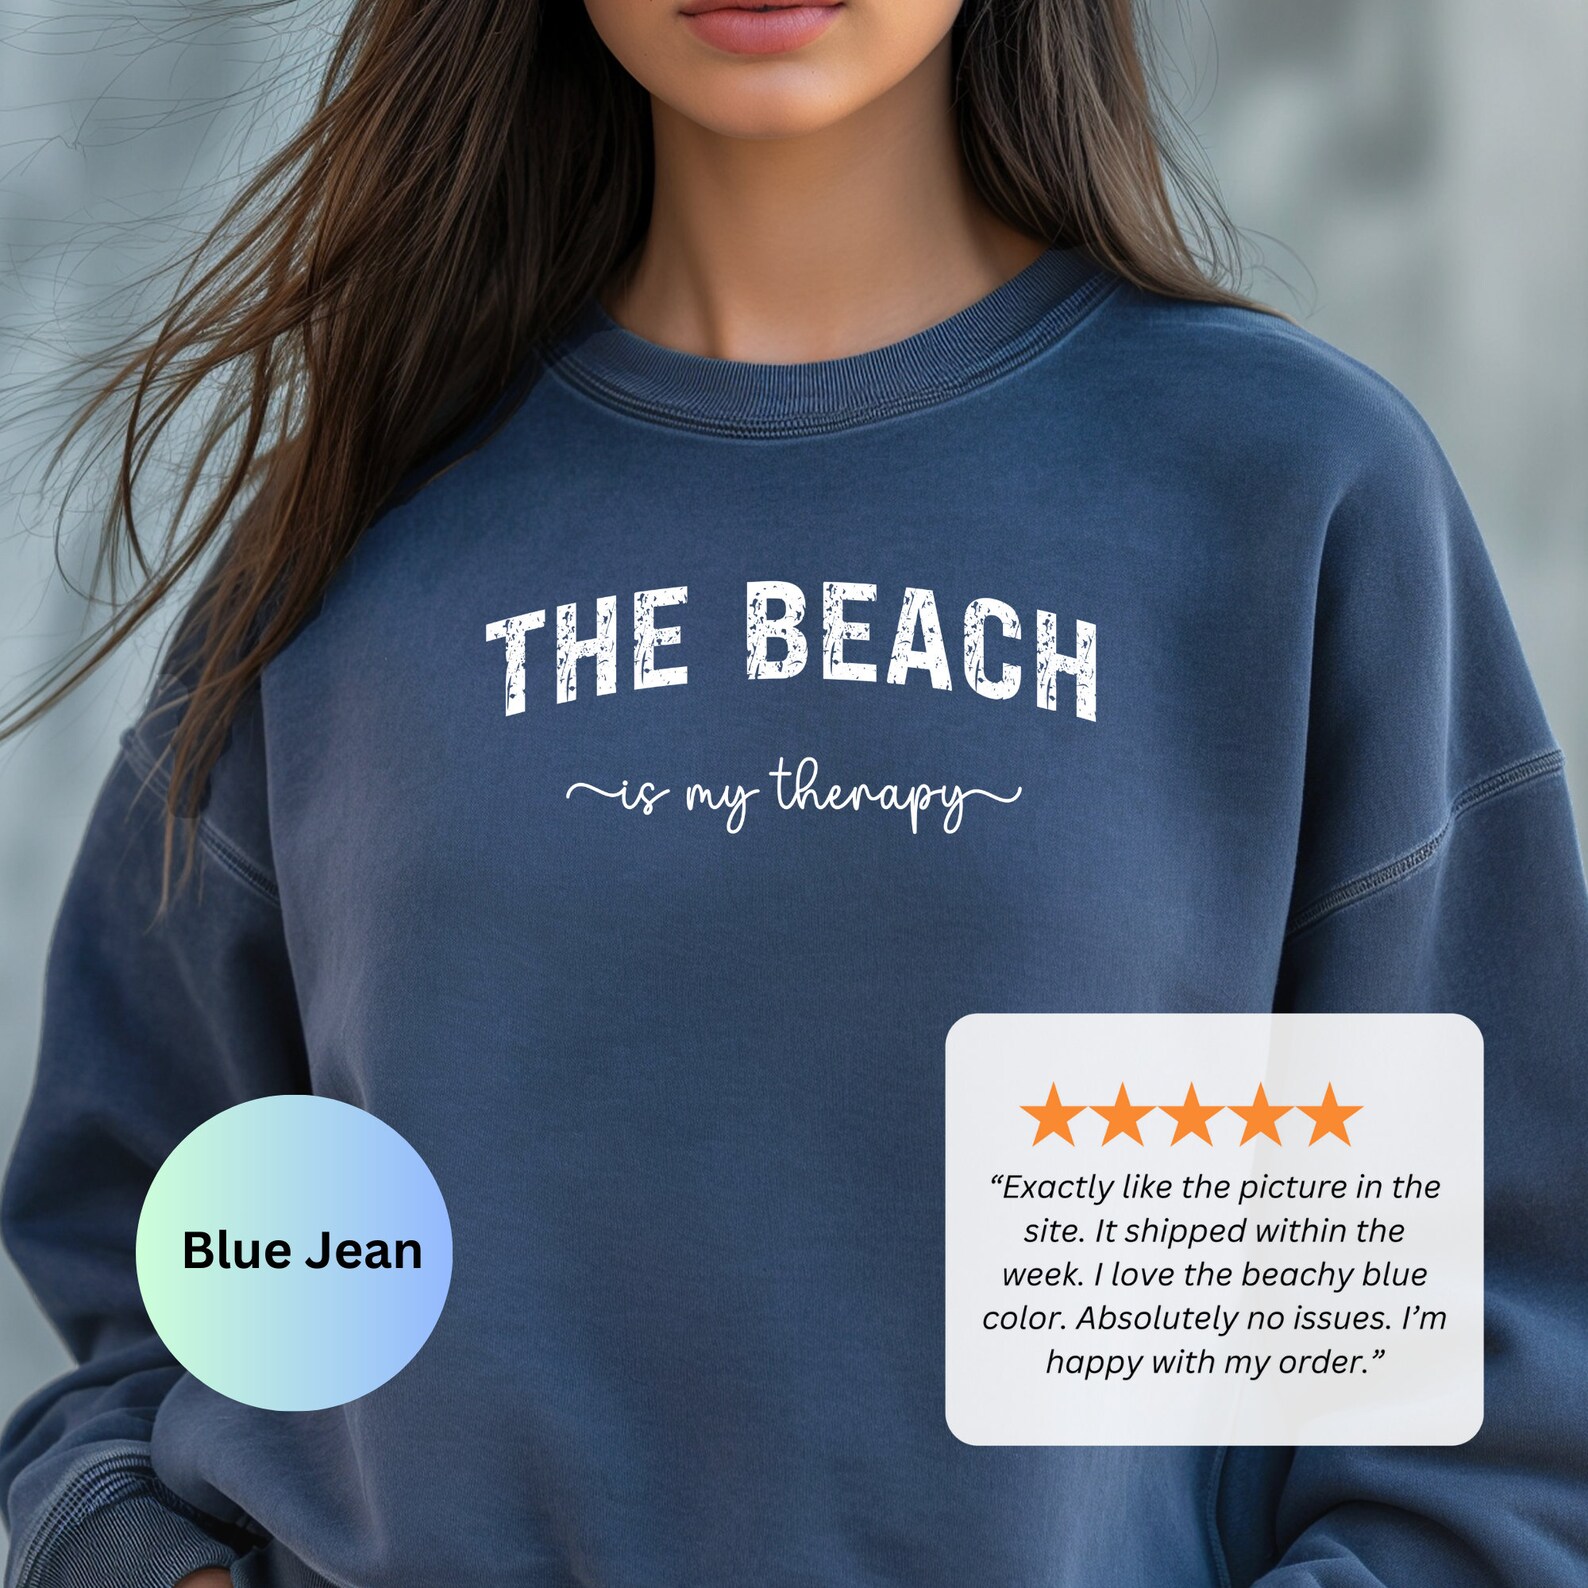 THE BEACH
is my therapy
Blue Jean
“Exactly like the picture in the
site. It shipped within the
week. I love the beachy blue
color. Absolutely no issues. I’m
happy with my order.”